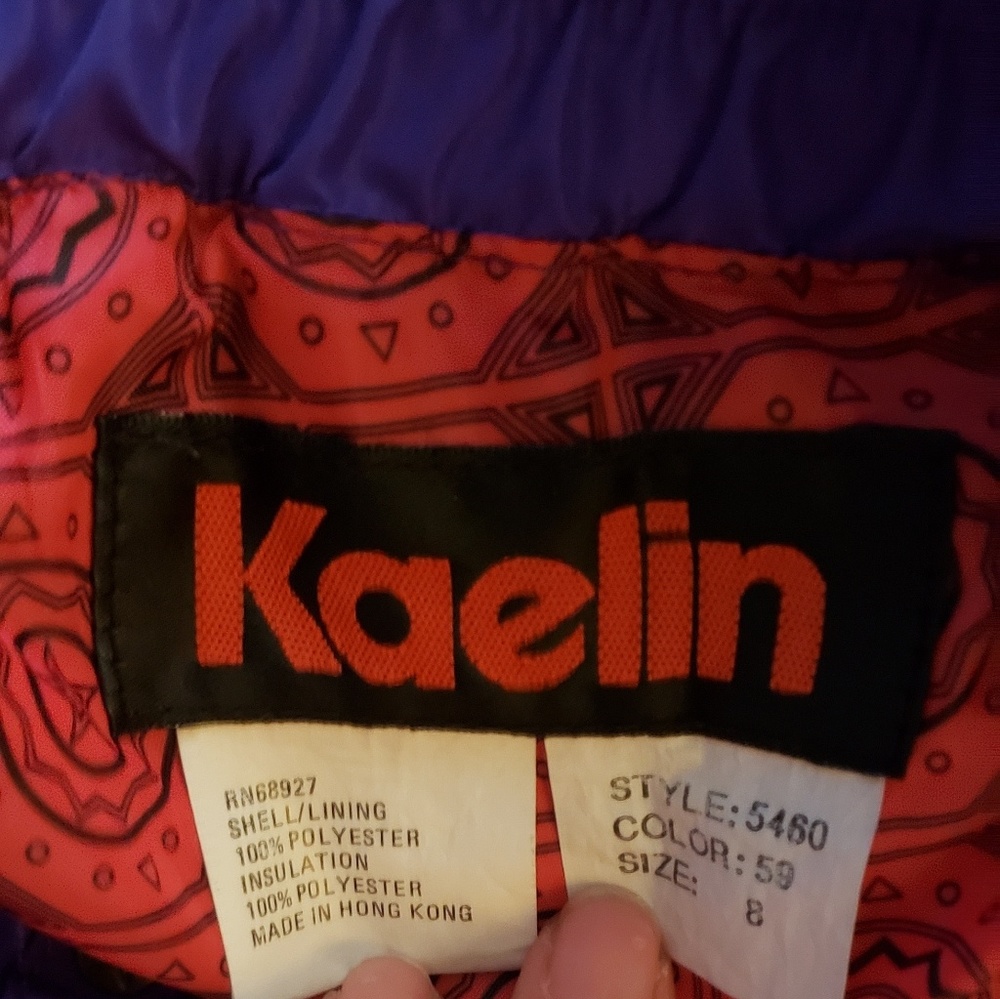 Kaelin
RN68927
SHELL/LINING
100% POLYESTER
INSULATION
100% POLYESTER
MADE IN HONG KONG
STYLE: 5460
COLOR: 59
SIZE:
8